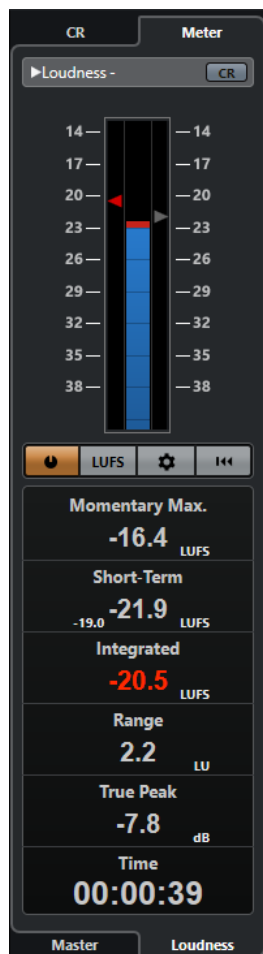 CR Meter
▶Loudness - CR
14 14
17 17
20 20
23 23
26 26
29 29
32 32
35 35
38 38
LUFS
Momentary Max.
-16.4 LUFS
Short-Term
-19.0 -21.9 LUFS
Integrated
-20.5 LUFS
Range
2.2 LU
True Peak
-7.8 dB
Time
00:00:39
Master Loudness